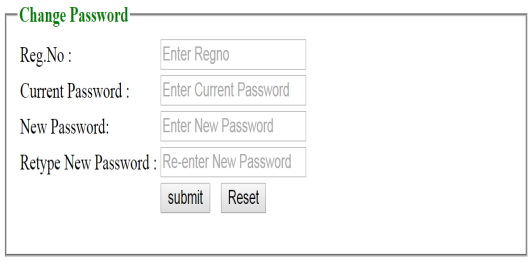 Change Password
Reg.No : Enter Regno
Current Password : Enter Current Password
New Password: Enter New Password
Retype New Password : Re-enter New Password
submit Reset